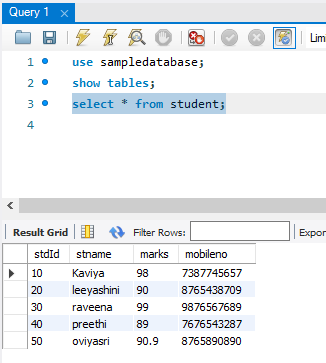 Query 1
Lim
1 use sampledatabase;
2 show tables;
3 select * from student;
4
Result Grid Filter Rows: Expor
stdId stname marks mobileno
10 Kaviya 98 7387745657
20 leeyashini 90 8765438709
30 raveena 99 9876567689
40 preethi 89 7676543287
50 oviyasri 90.9 8765890890